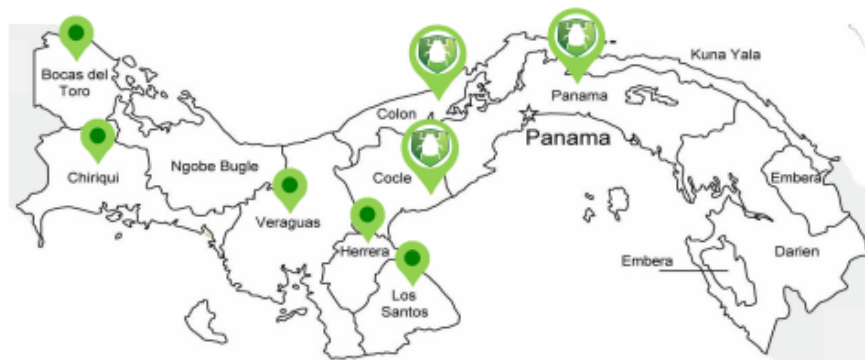 Kuna Yala
Bocas del
Toro
Panama
Colon
Panama
Ngobe Bugle
Chiriqui
Cocle
Embera
Veraguas
Herrera
Darien
Embera
Los
Santos